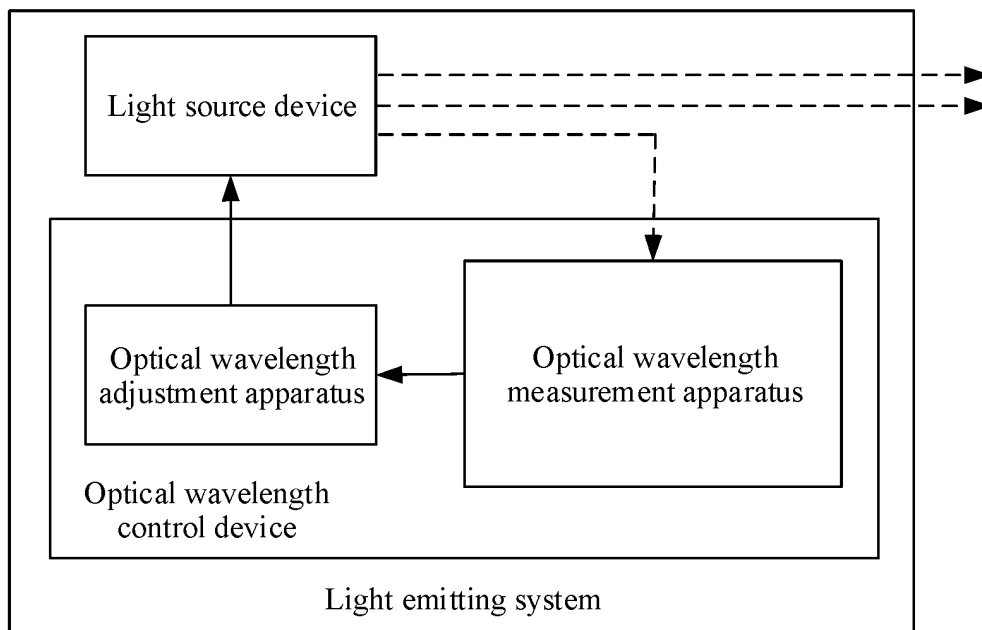 Light source device
Optical wavelength
adjustment apparatus
Optical wavelength
measurement apparatus
Optical wavelength
control device
Light emitting system